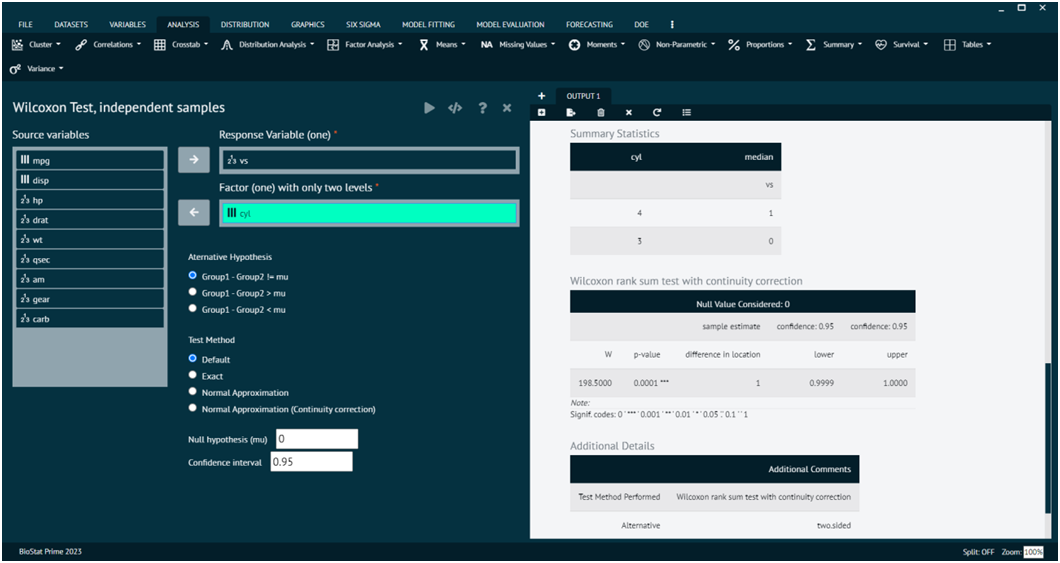 FILE DATASETS VARIABLES ANALYSIS DISTRIBUTION GRAPHICS SIX SIGMA MODEL FITTING MODEL EVALUATION FORECASTING DOE
Cluster Correlations Crosstab Distribution Analysis Factor Analysis Means NA Missing Values Moments Non-Parametric Proportions Summary Survival Tables
σ² Variance
Wilcoxon Test, independent samples
Source variables
mpg
disp
hp
drat
wt
qsec
am
gear
carb
Response Variable (one) *
vs
Factor (one) with only two levels *
cyl
Aternative Hypothesis
Group1 - Group2 != mu
Group1 - Group2 > mu
Group1 - Group2 < mu
Test Method
Default
Exact
Normal Approximation
Normal Approximation (Continuity correction)
Null hypothesis (mu) 0
Confidence interval 0.95
OUTPUT 1
Summary Statistics
cyl median
vs
4 1
3 0
Wilcoxon rank sum test with continuity correction
Null Value Considered: 0
sample estimate confidence: 0.95 confidence: 0.95
W p-value difference in location lower upper
198.5000 0.0001 *** 1 0.9999 1.0000
Note:
Signif. codes: 0 '***' 0.001 '**' 0.01 '*' 0.05 '.' 0.1 ' ' 1
Additional Details
Additional Comments
Test Method Performed Wilcoxon rank sum test with continuity correction
Alternative two.sided
BioStat Prime 2023
Split: OFF Zoom: 100%